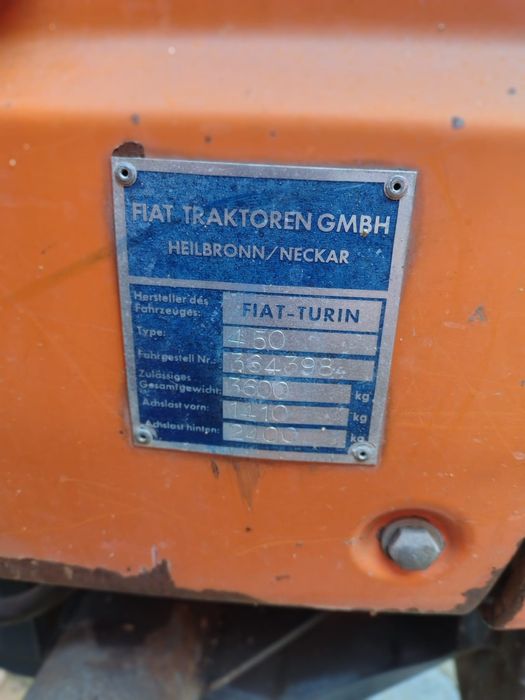 FIAT TRAKTOREN GMBH
HEILBRONN/NECKAR
Hersteller des
Fahrzeuges: FIAT-TURIN
Type: 450
Fahrgestell Nr.:
Zulässiges
Gesamtgewicht: 3600 kg
Achslast vorn: 1410 kg
Achslast hinten: kg